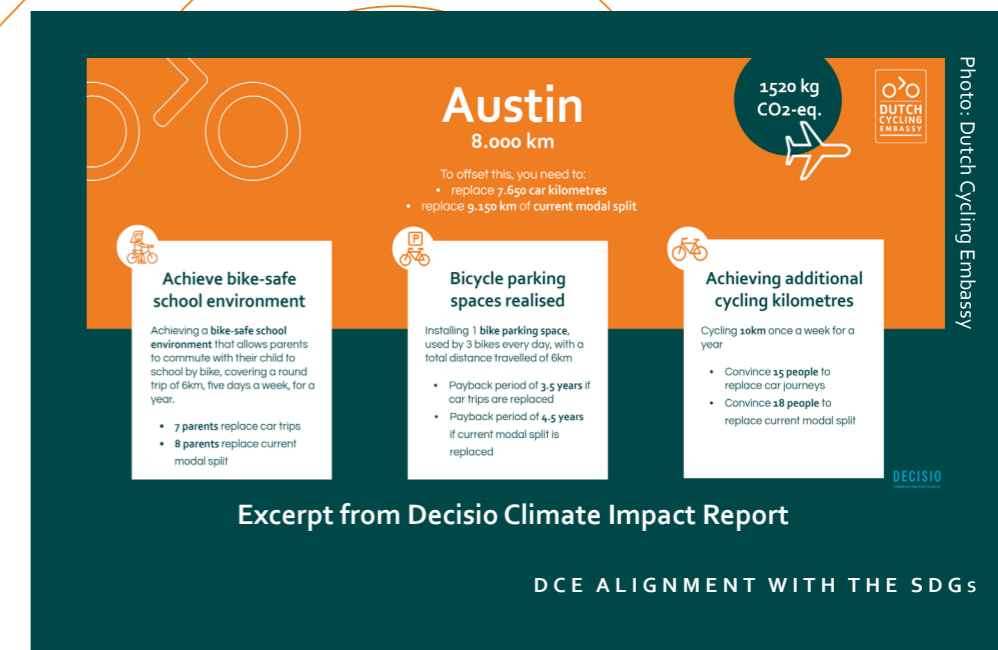 Austin
8.000 km
1520 kg
CO2-eq.
DUTCH
CYCLING
EMBASSY
Photo: Dutch Cycling Embassy
To offset this, you need to:
• replace 7.650 car kilometres
• replace 9.150 km of current modal split
P
Achieve bike-safe
school environment
Achieving a bike-safe school
environment that allows parents
to commute with their child to
school by bike, covering a round
trip of 6km, five days a week, for a
year.
• 7 parents replace car trips
• 8 parents replace current
modal split
Bicycle parking
spaces realised
Installing 1 bike parking space,
used by 3 bikes every day, with a
total distance travelled of 6km
• Payback period of 3.5 years if
car trips are replaced
• Payback period of 4.5 years
if current modal split is
replaced
Achieving additional
cycling kilometres
Cycling 10km once a week for a
year
• Convince 15 people to
replace car journeys
• Convince 18 people to
replace current modal split
DECISIO
Excerpt from Decisio Climate Impact Report
DCE ALIGNMENT WITH THE SDGs